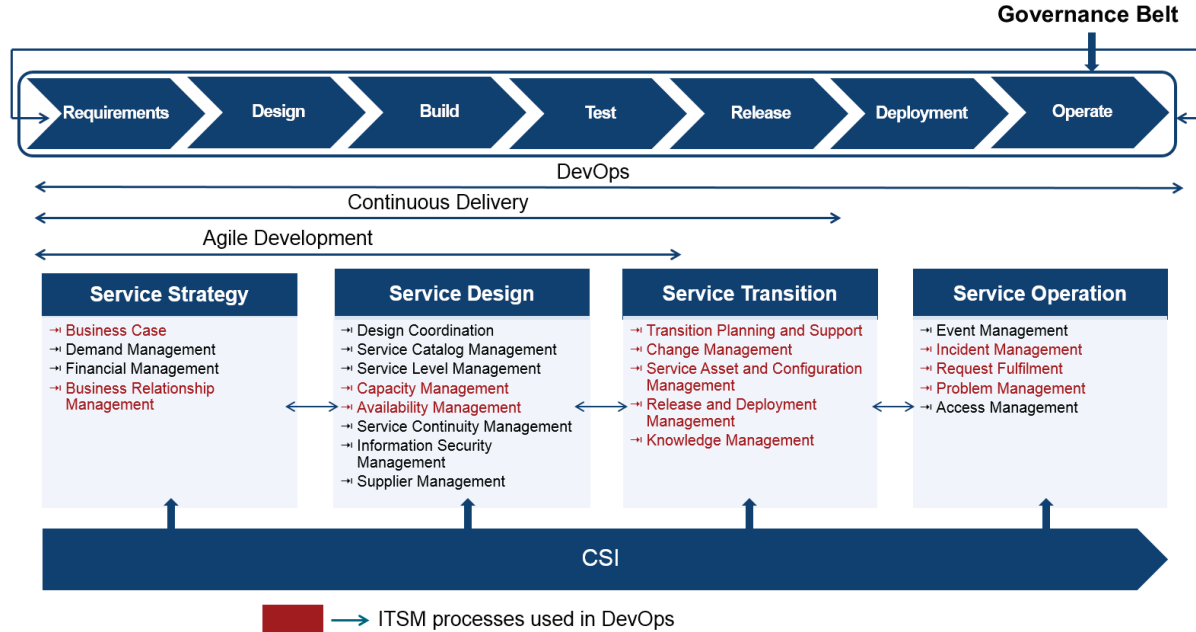 Governance Belt
Requirements
Design
Build
Test
Release
Deployment
Operate
DevOps
Continuous Delivery
Agile Development
Service Strategy
Business Case
Demand Management
Financial Management
Business Relationship
Management
Service Design
Design Coordination
Service Catalog Management
Service Level Management
Capacity Management
Availability Management
Service Continuity Management
Information Security
Management
Supplier Management
Service Transition
Transition Planning and Support
Change Management
Service Asset and Configuration
Management
Release and Deployment
Management
Knowledge Management
Service Operation
Event Management
Incident Management
Request Fulfilment
Problem Management
Access Management
CSI
ITSM processes used in DevOps